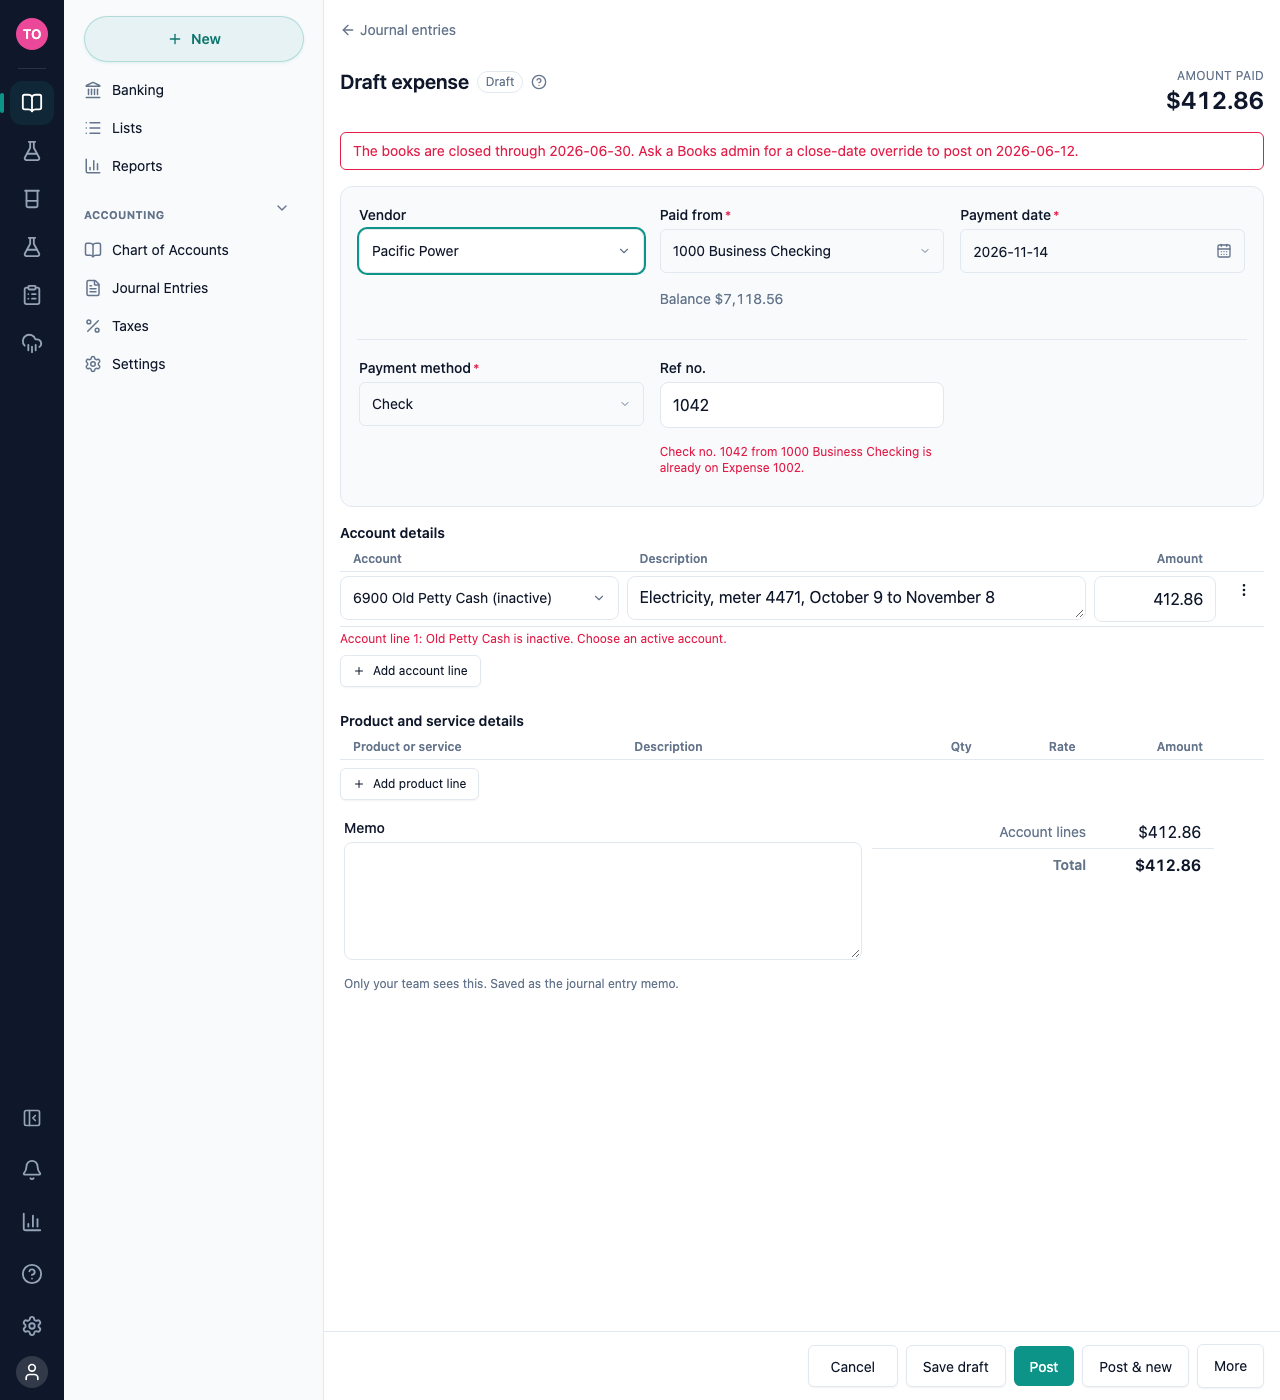 TO
New
Banking
Lists
Reports
ACCOUNTING
Chart of Accounts
Journal Entries
Taxes
Settings
Journal entries
Draft expense
Draft
AMOUNT PAID
$412.86
The books are closed through 2026-06-30. Ask a Books admin for a close-date override to post on 2026-06-12.
Vendor
Paid from*
Payment date*
Pacific Power
1000 Business Checking
2026-11-14
Balance $7,118.56
Payment method*
Ref no.
Check
1042
Check no. 1042 from 1000 Business Checking is
already on Expense 1002.
Account details
Account
Description
Amount
6900 Old Petty Cash (inactive)
Electricity, meter 4471, October 9 to November 8
412.86
Account line 1: Old Petty Cash is inactive. Choose an active account.
Add account line
Product and service details
Product or service
Description
Qty
Rate
Amount
Add product line
Memo
Account lines
$412.86
Total
$412.86
Only your team sees this. Saved as the journal entry memo.
Cancel
Save draft
Post
Post & new
More